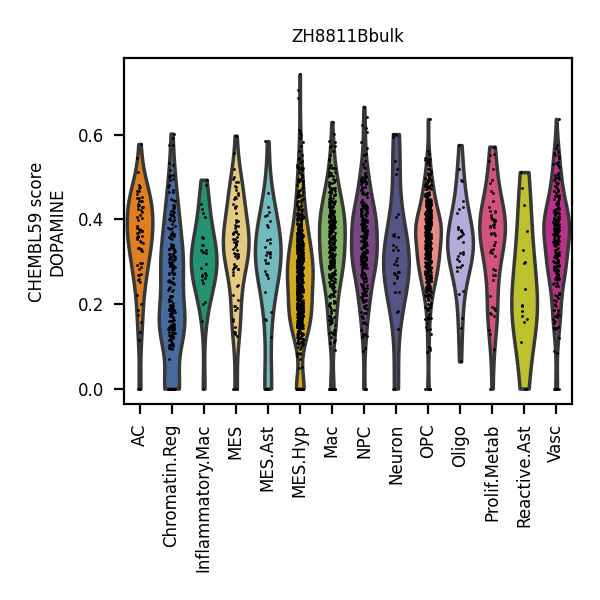 ZH8811Bbulk
CHEMBL59 score
DOPAMINE
0.6
0.4
0.2
0.0
AC
Chromatin.Reg
Inflammatory.Mac
MES
MES.Ast
MES.Hyp
Mac
NPC
Neuron
OPC
Oligo
Prolif.Metab
Reactive.Ast
Vasc